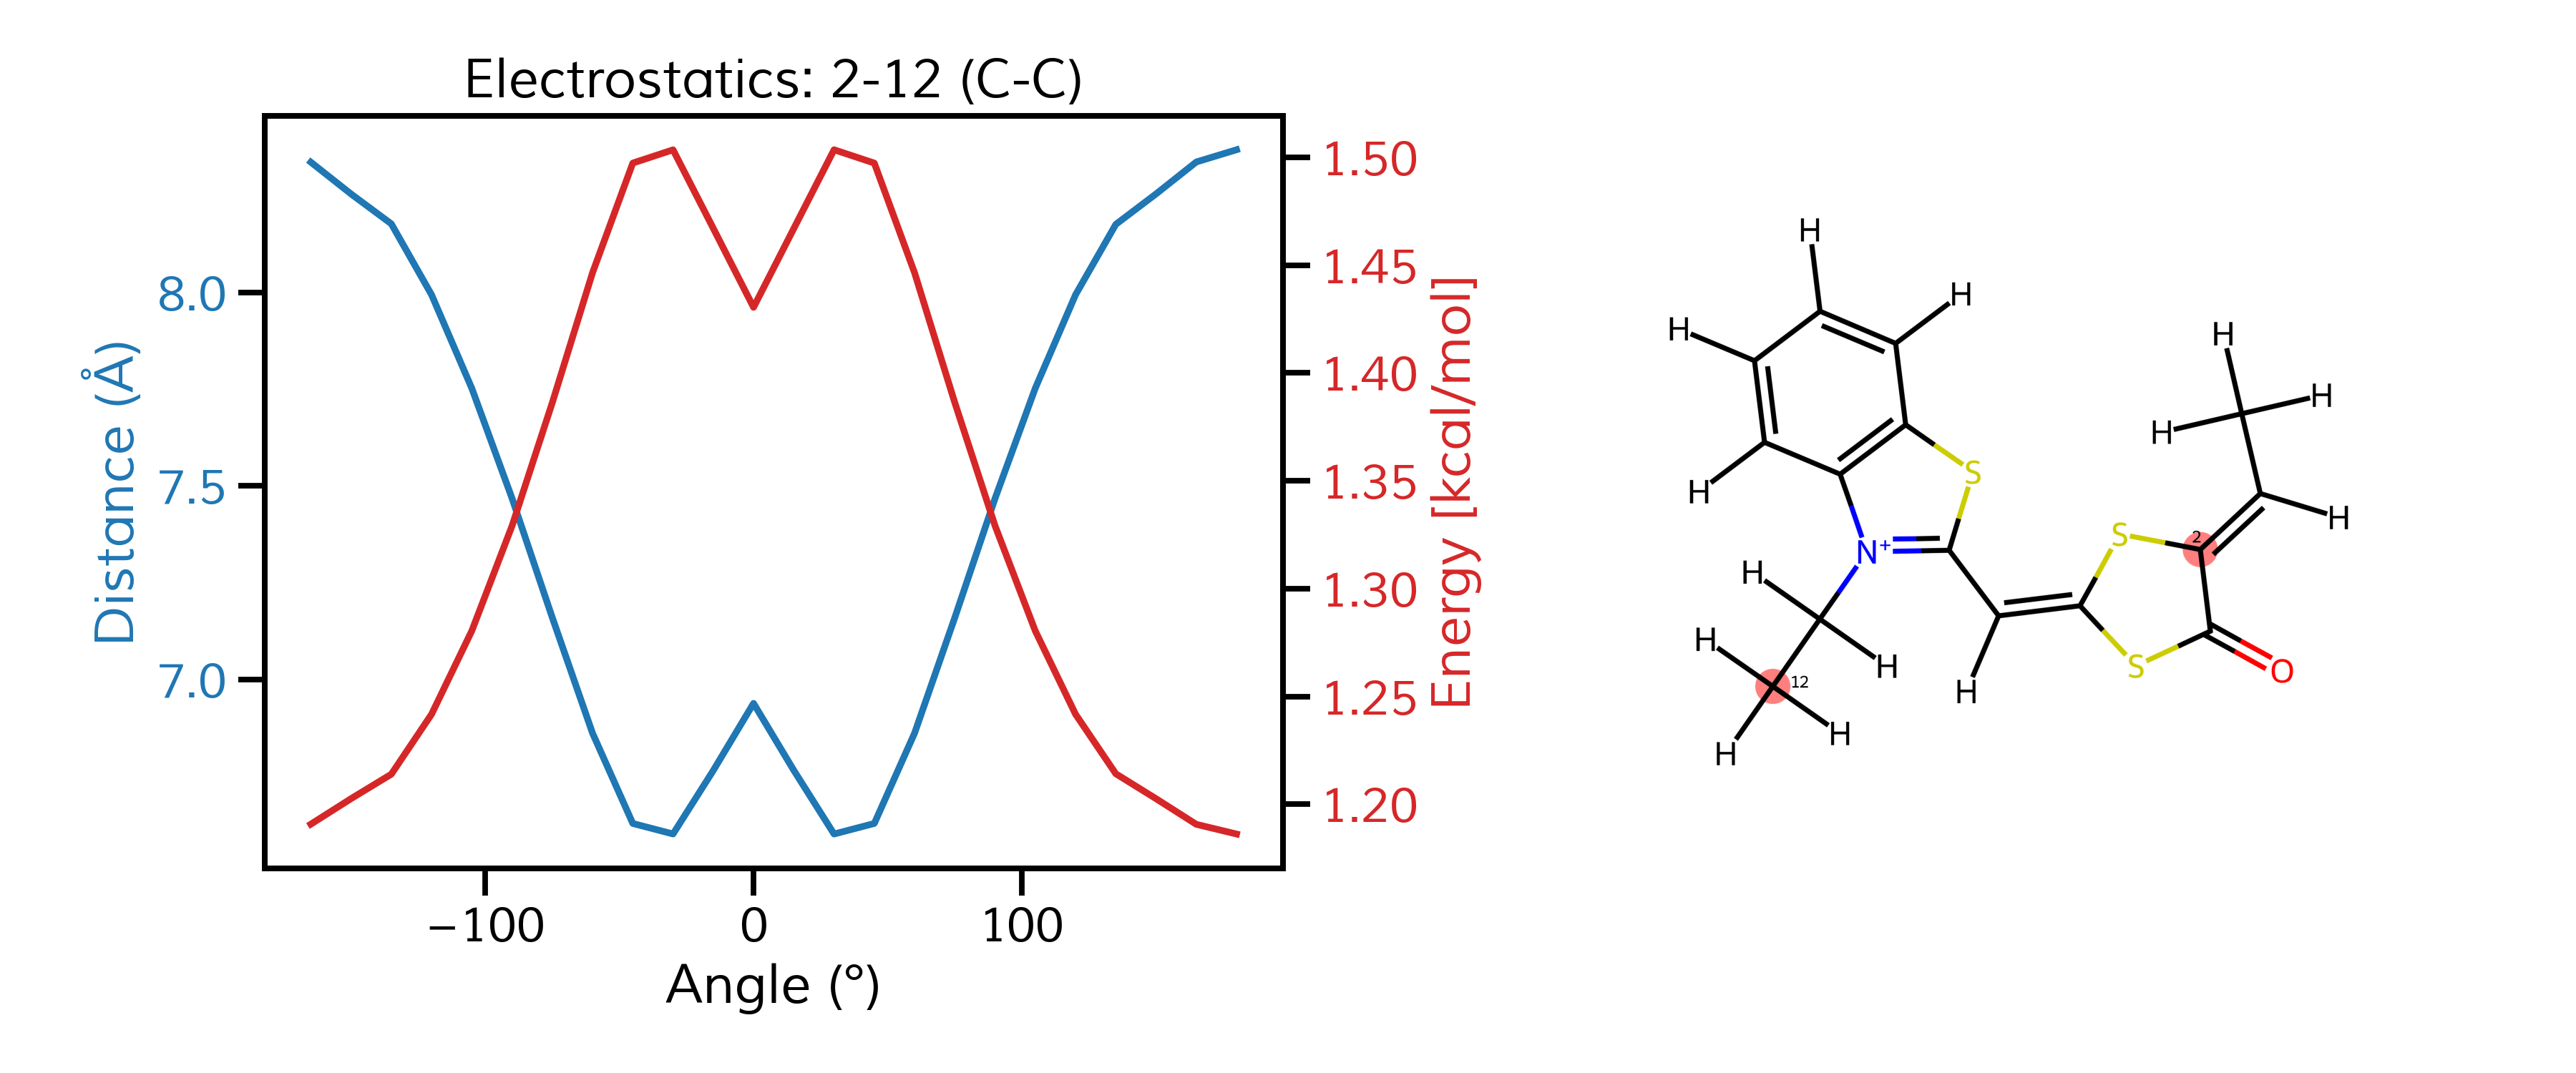 Electrostatics: 2-12 (C-C)
Distance (Å)
8.0
7.5
7.0
−100
0
100
Angle (°)
1.50
1.45
1.40
1.35
1.30
1.25
1.20
Energy [kcal/mol]
H
H
H
H
H
H
H
S
H
H
S
2
N+
H
H
H
S
O
12
H
H
H
H